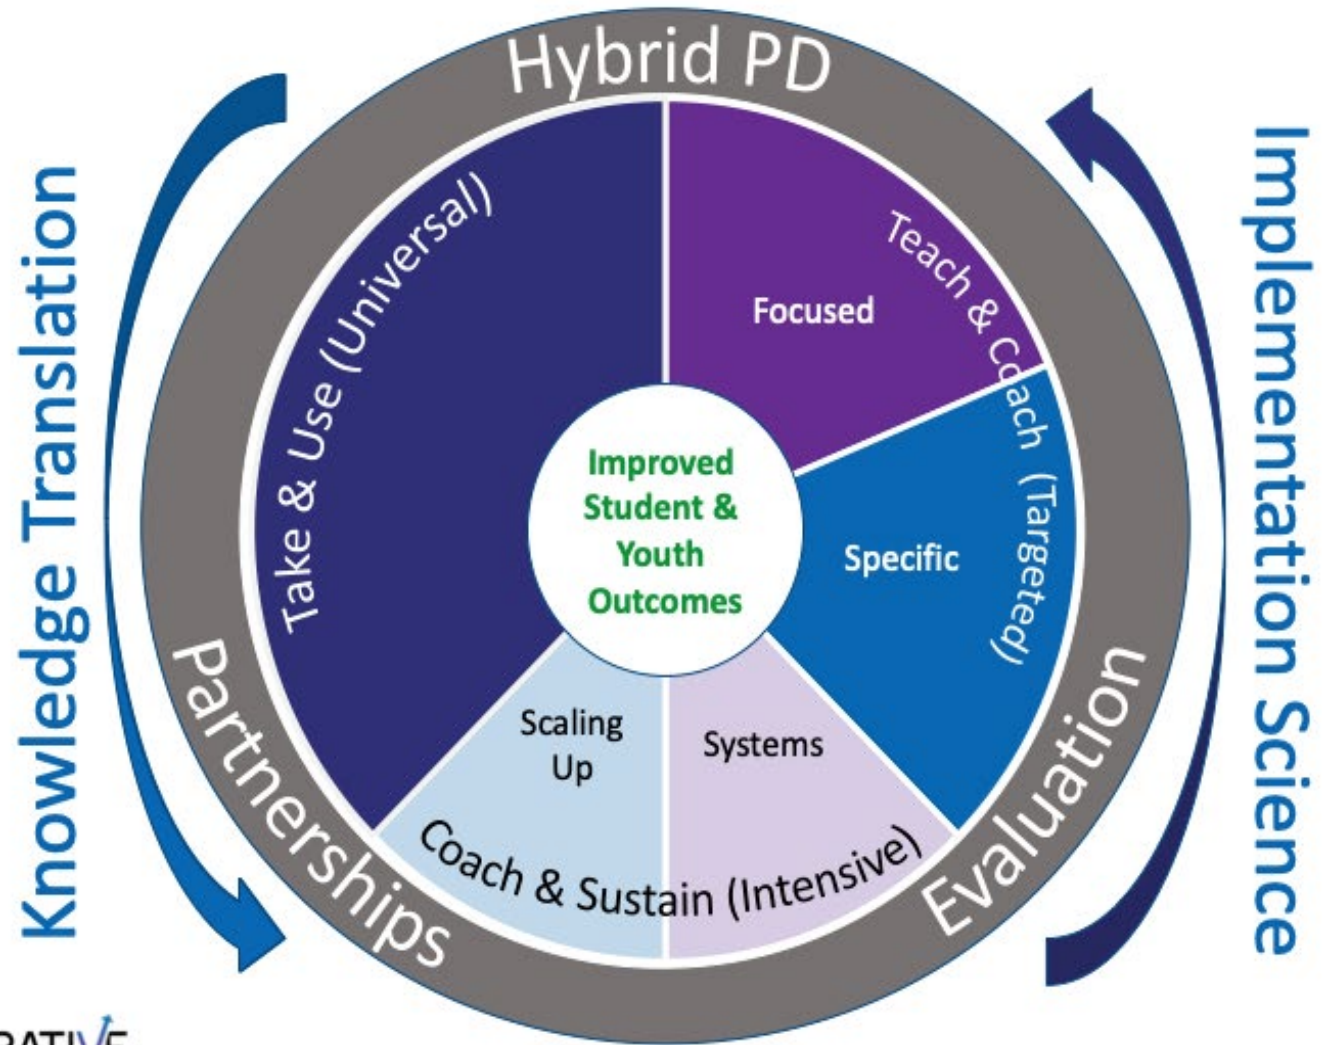 Hybrid PD
Knowledge Translation
Implementation Science
Take & Use (Universal)
Teach & Coach (Targeted)
Focused
Specific
Improved
Student &
Youth
Outcomes
Scaling
Up
Systems
Coach & Sustain (Intensive)
Partnerships
Evaluation